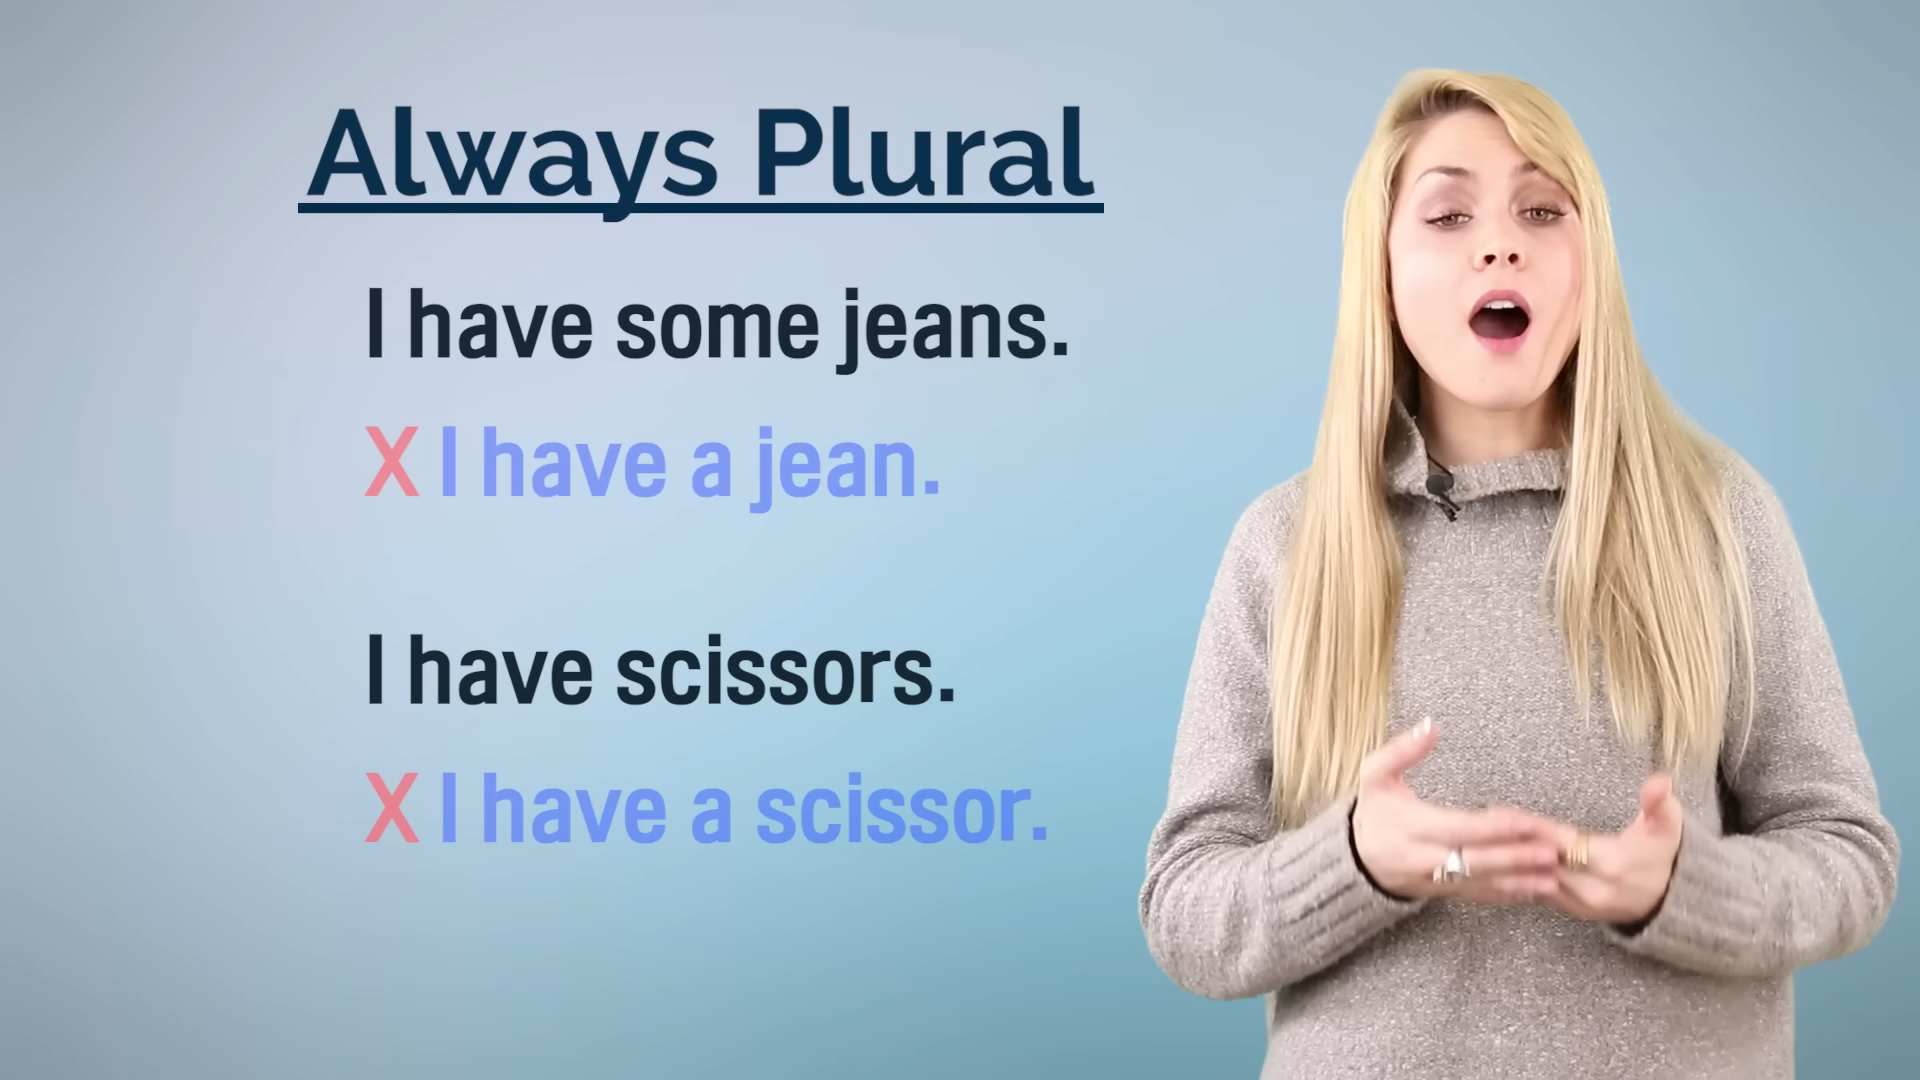 Always Plural
I have some jeans.
X I have a jean.
I have scissors.
X I have a scissor.